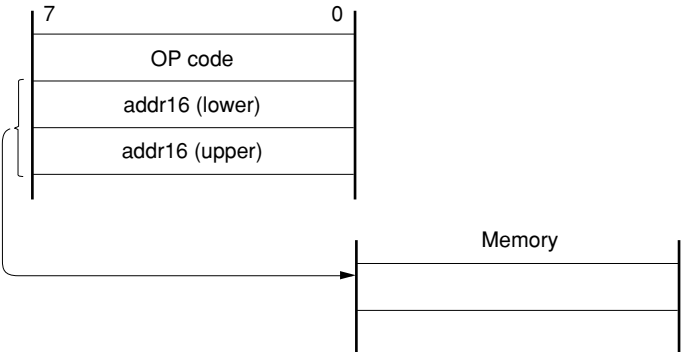 7 0
OP code
addr16 (lower)
addr16 (upper)
Memory